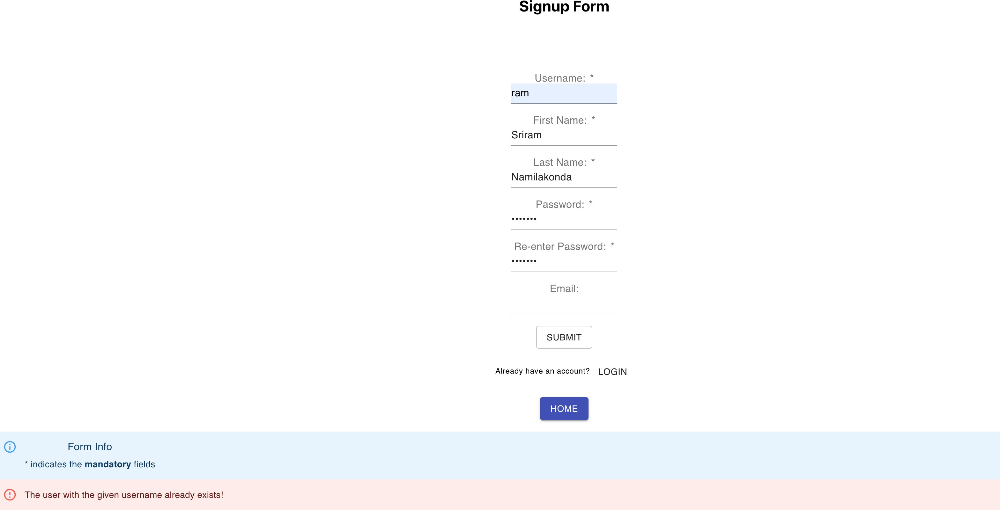 Signup Form
Username: *
ram
First Name: *
Sriram
Last Name: *
Namilakonda
Password: *
•••••••
Re-enter Password: *
•••••••
Email:
SUBMIT
Already have an account? LOGIN
HOME
Form Info
* indicates the mandatory fields
The user with the given username already exists!